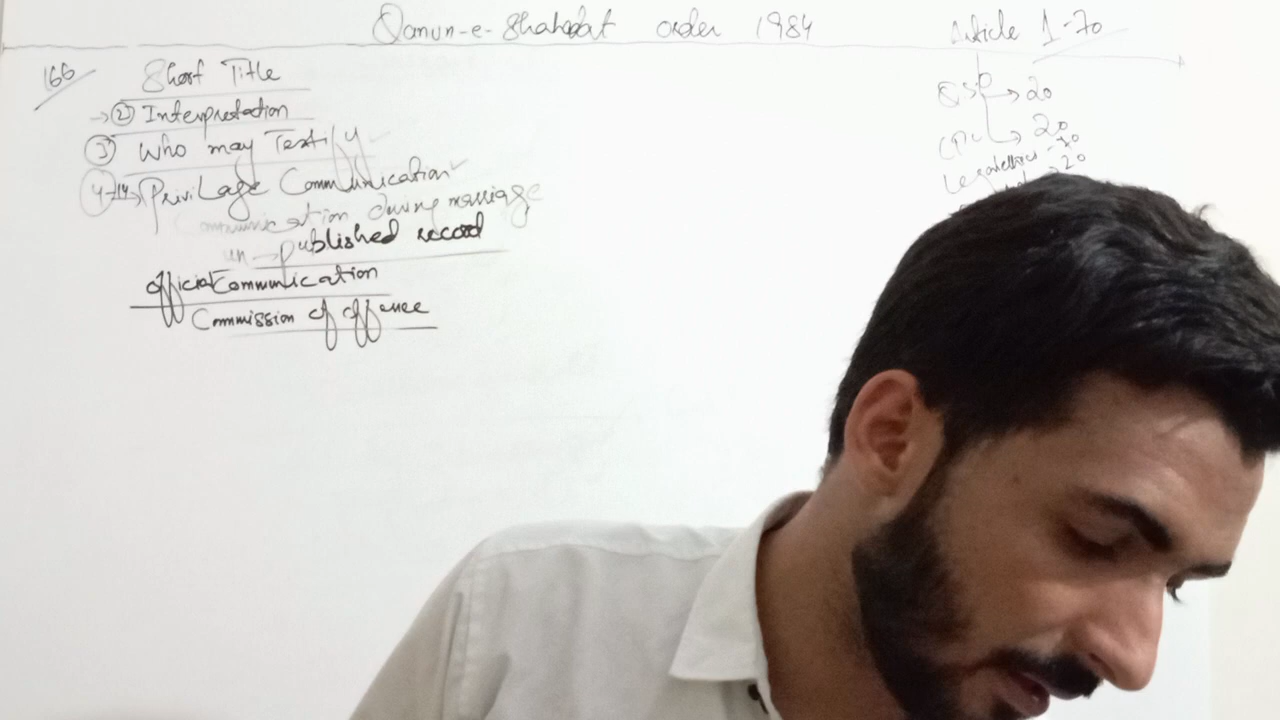 Qanun-e-Shahadat order 1984
Article 1-70
166
Short Title
→② Interpretation
③ Who may Testify
4-14→ PriviLage Communication
Communication during marriage
un→published record
official Communication
Commission of offence
QSO → 20
CPC → 20